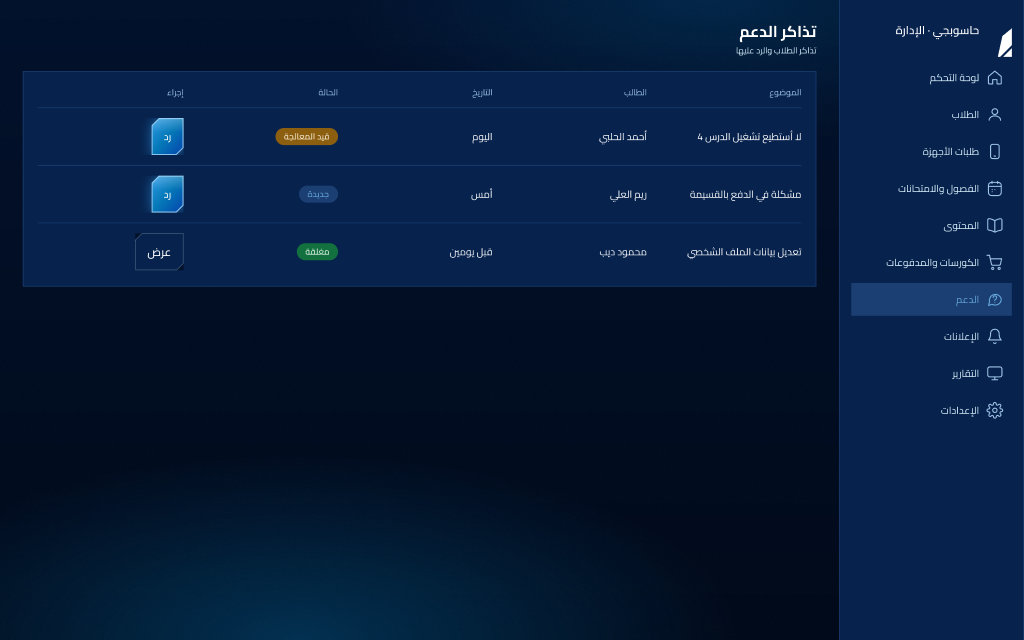 حاسوبجي · الإدارة
لوحة التحكم
الطلاب
طلبات الأجهزة
الفصول والامتحانات
المحتوى
الكورسات والمدفوعات
الدعم
الإعلانات
التقارير
الإعدادات
تذاكر الدعم
تذاكر الطلاب والرد عليها
الموضوع الطالب التاريخ الحالة إجراء
لا أستطيع تشغيل الدرس 4 أحمد الحلبي اليوم قيد المعالجة رد
مشكلة في الدفع بالقسيمة ريم العلي أمس جديدة رد
تعديل بيانات الملف الشخصي محمود ديب قبل يومين مغلقة عرض